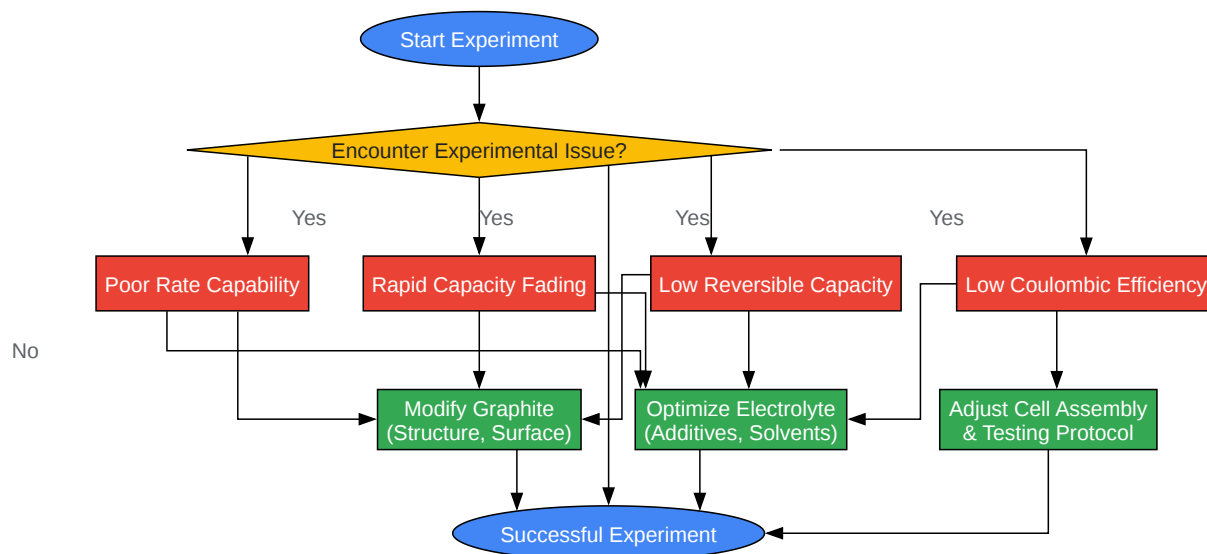 Start Experiment
Encounter Experimental Issue?
Yes
Yes
Yes
Yes
Poor Rate Capability
Rapid Capacity Fading
Low Reversible Capacity
Low Coulombic Efficiency
No
Modify Graphite
(Structure, Surface)
Optimize Electrolyte
(Additives, Solvents)
Adjust Cell Assembly
& Testing Protocol
Successful Experiment